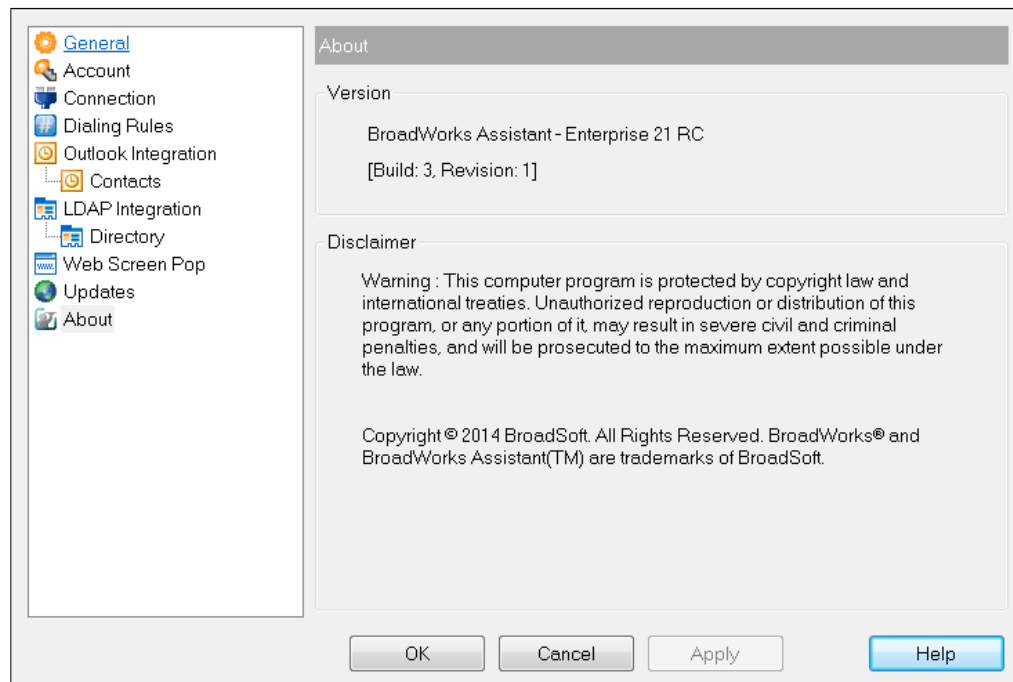 General
Account
Connection
Dialing Rules
Outlook Integration
Contacts
LDAP Integration
Directory
www.
Web Screen Pop
Updates
About
About
Version
BroadWorks Assistant - Enterprise 21 RC
[Build: 3, Revision: 1]
Disclaimer
Warning : This computer program is protected by copyright law and
international treaties. Unauthorized reproduction or distribution of this
program, or any portion of it, may result in severe civil and criminal
penalties, and will be prosecuted to the maximum extent possible under
the law.
Copyright © 2014 BroadSoft. All Rights Reserved. BroadWorks® and
BroadWorks Assistant(TM) are trademarks of BroadSoft.
OK
Cancel
Apply
Help